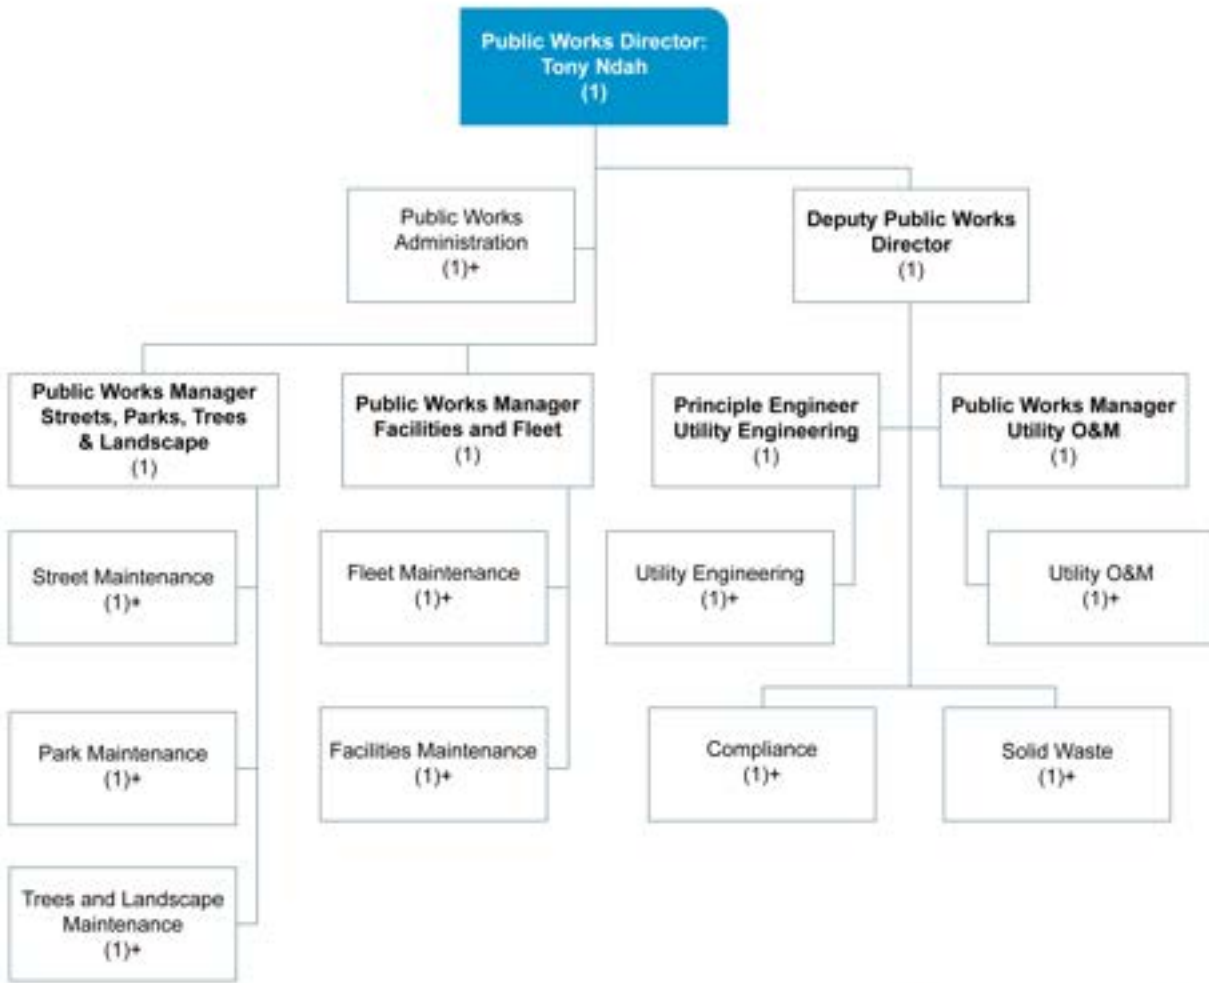 Public Works Director:
Tony Ndah
(1)
Public Works
Administration
(1)+
Deputy Public Works
Director
(1)
Public Works Manager
Streets, Parks, Trees
& Landscape
(1)
Public Works Manager
Facilities and Fleet
(1)
Principle Engineer
Utility Engineering
(1)
Public Works Manager
Utility O&M
(1)
Street Maintenance
(1)+
Fleet Maintenance
(1)+
Utility Engineering
(1)+
Utility O&M
(1)+
Park Maintenance
(1)+
Facilities Maintenance
(1)+
Compliance
(1)+
Solid Waste
(1)+
Trees and Landscape
Maintenance
(1)+